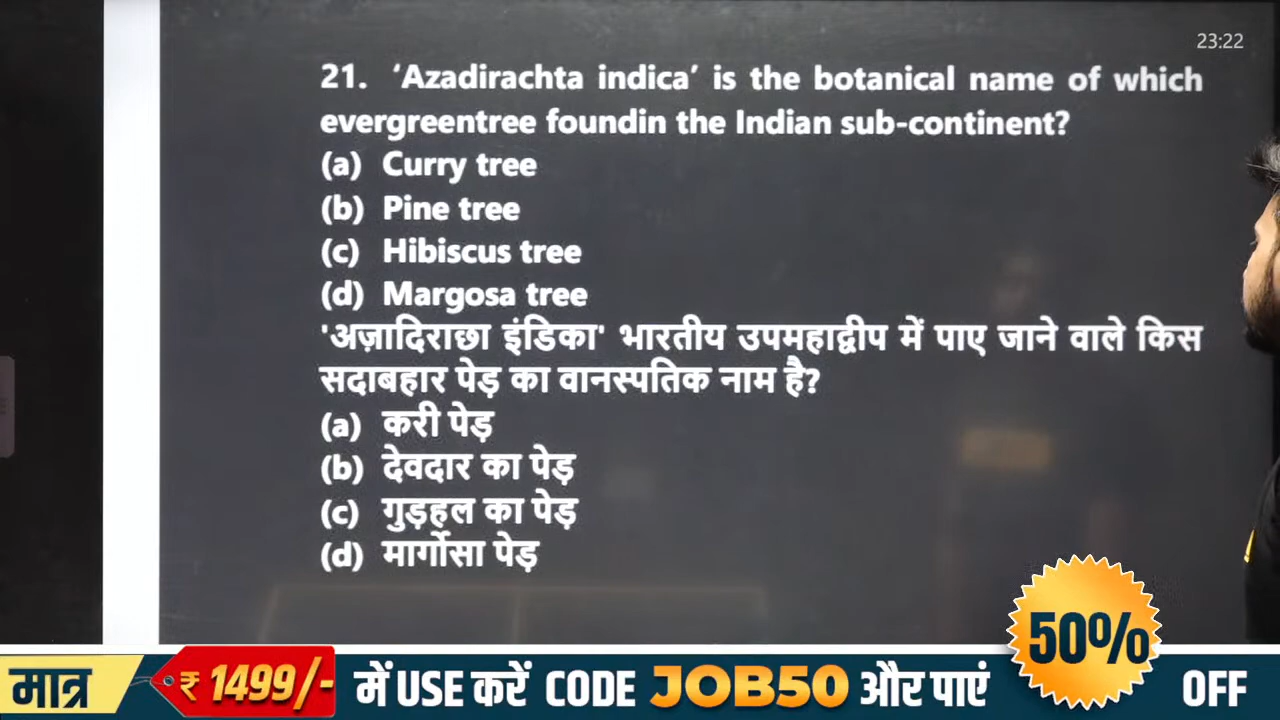 23:22
21. ‘Azadirachta indica’ is the botanical name of which
evergreentree foundin the Indian sub-continent?
(a) Curry tree
(b) Pine tree
(c) Hibiscus tree
(d) Margosa tree
'अज़ादिराछा इंडिका' भारतीय उपमहाद्वीप में पाए जाने वाले किस
सदाबहार पेड़ का वानस्पतिक नाम है?
(a) करी पेड़
(b) देवदार का पेड़
(c) गुड़हल का पेड़
(d) मार्गोसा पेड़
मात्र ₹ 1499/- में USE करें CODE JOB50 और पाएं 50% OFF